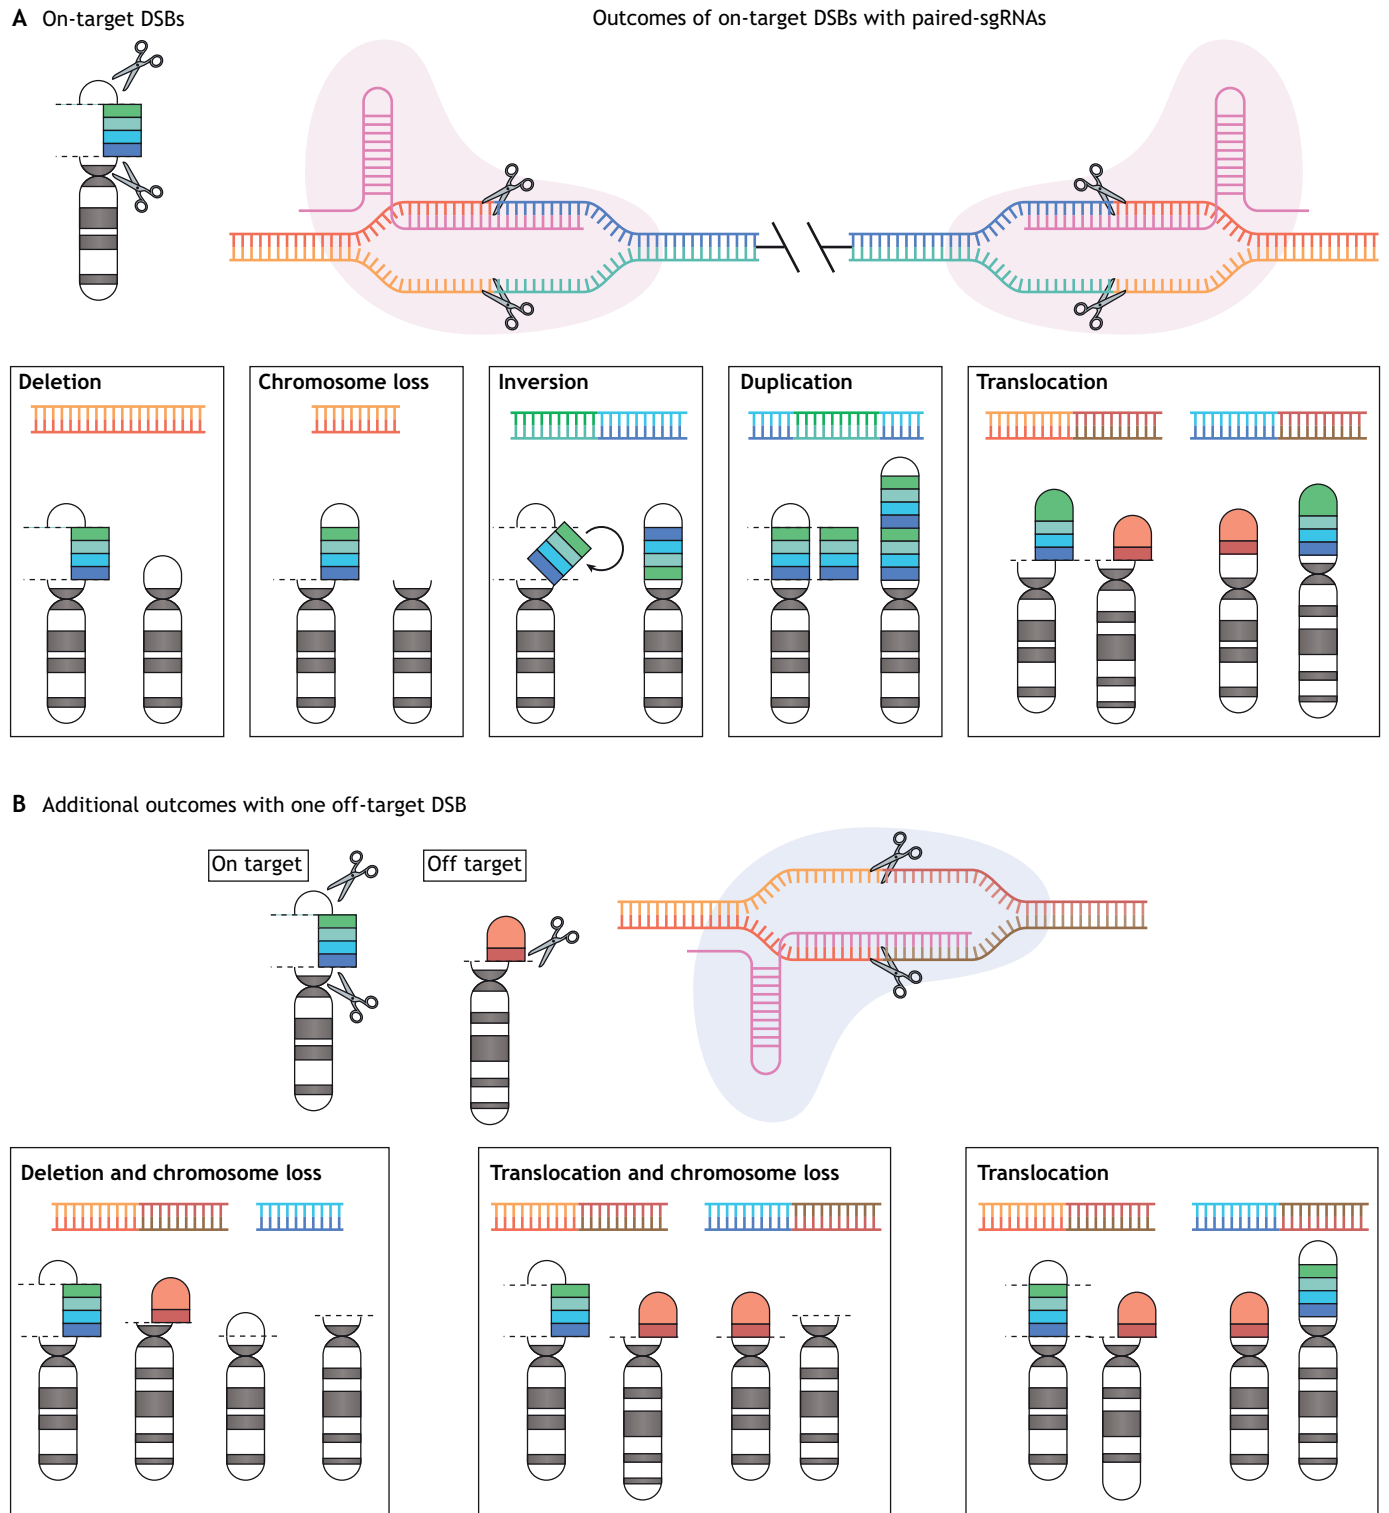 A On-target DSBs
Outcomes of on-target DSBs with paired-sgRNAs
Deletion
Chromosome loss
Inversion
Duplication
Translocation
B Additional outcomes with one off-target DSB
On target
Off target
Deletion and chromosome loss
Translocation and chromosome loss
Translocation